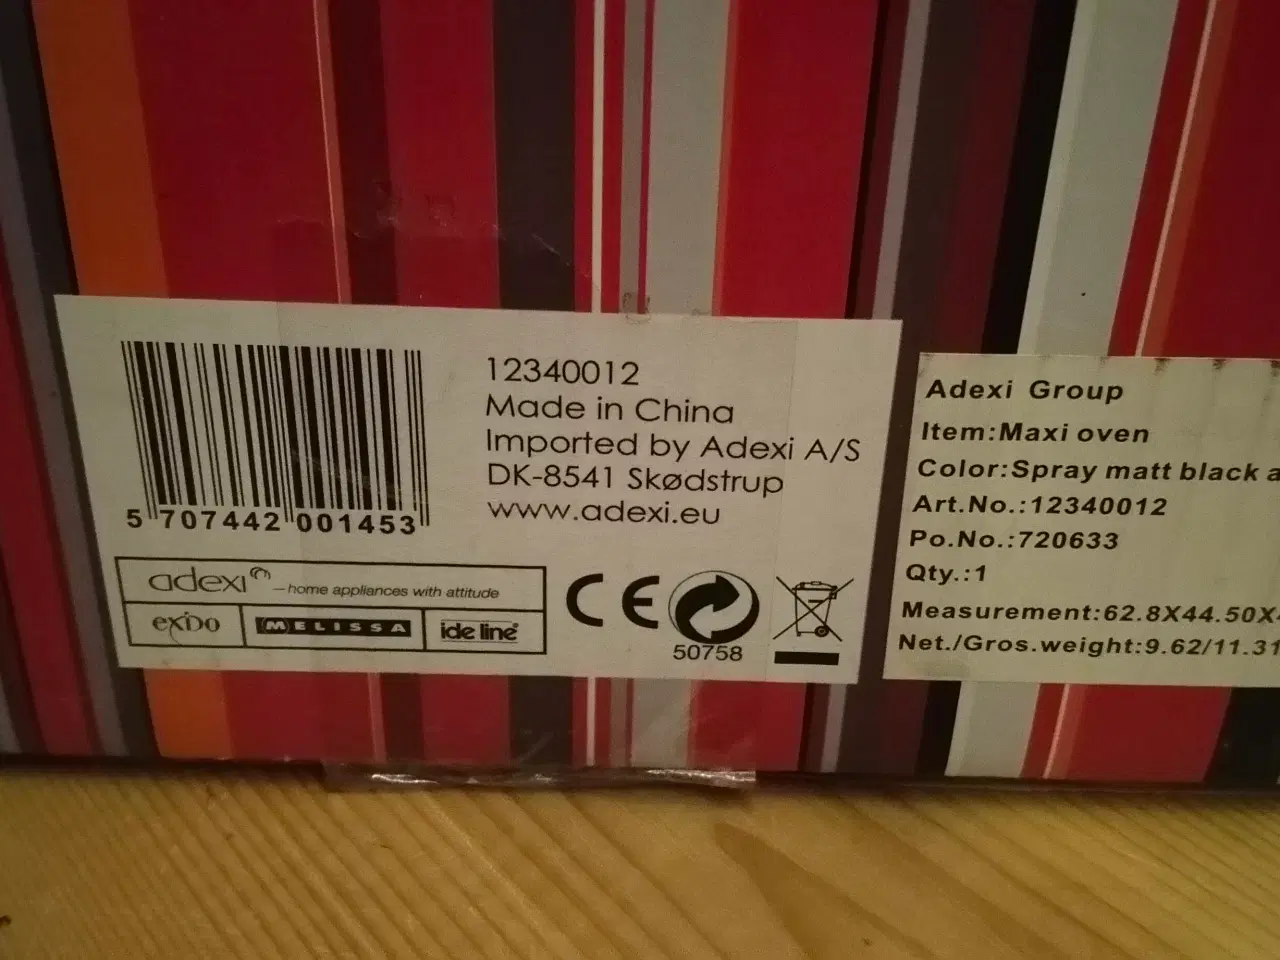 12340012
Made in China
Imported by Adexi A/S
DK-8541 Skødstrup
www.adexi.eu
5 707442 001453
adexi — home appliances with attitude
exido MELISSA ide line
CE
50758
Adexi Group
Item:Maxi oven
Color:Spray matt black
Art.No.:12340012
Po.No.:720633
Qty.:1
Measurement:62.8X44.50X
Net./Gros.weight:9.62/11.31